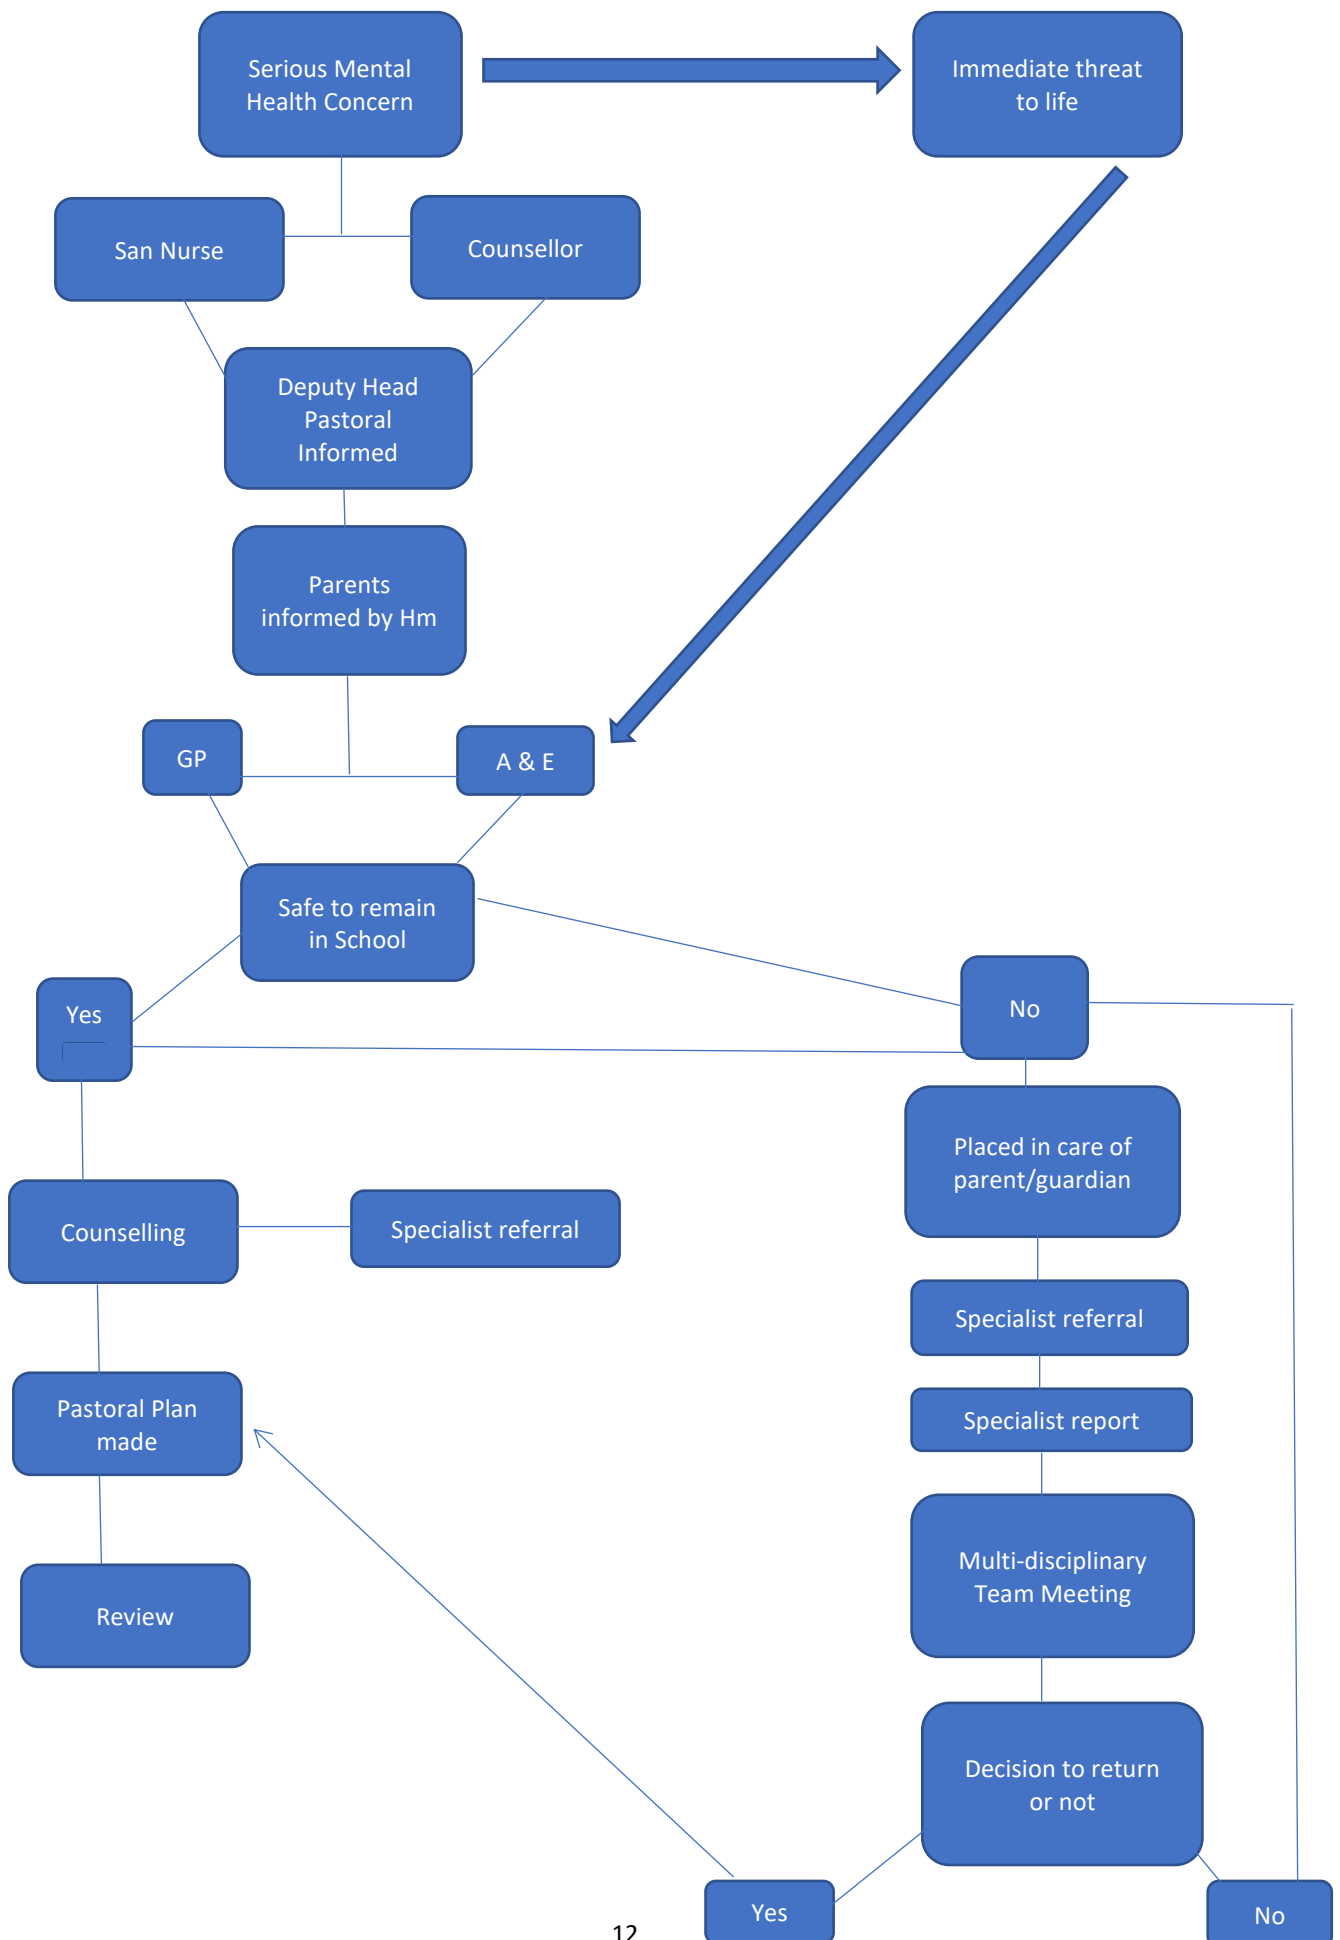 Serious Mental
Health Concern
Immediate threat
to life
San Nurse
Counsellor
Deputy Head
Pastoral
Informed
Parents
informed by Hm
GP
A & E
Safe to remain
in School
Yes
No
Placed in care of
parent/guardian
Counselling
Specialist referral
Specialist referral
Pastoral Plan
made
Specialist report
Multi-disciplinary
Team Meeting
Review
Decision to return
or not
Yes
No
12